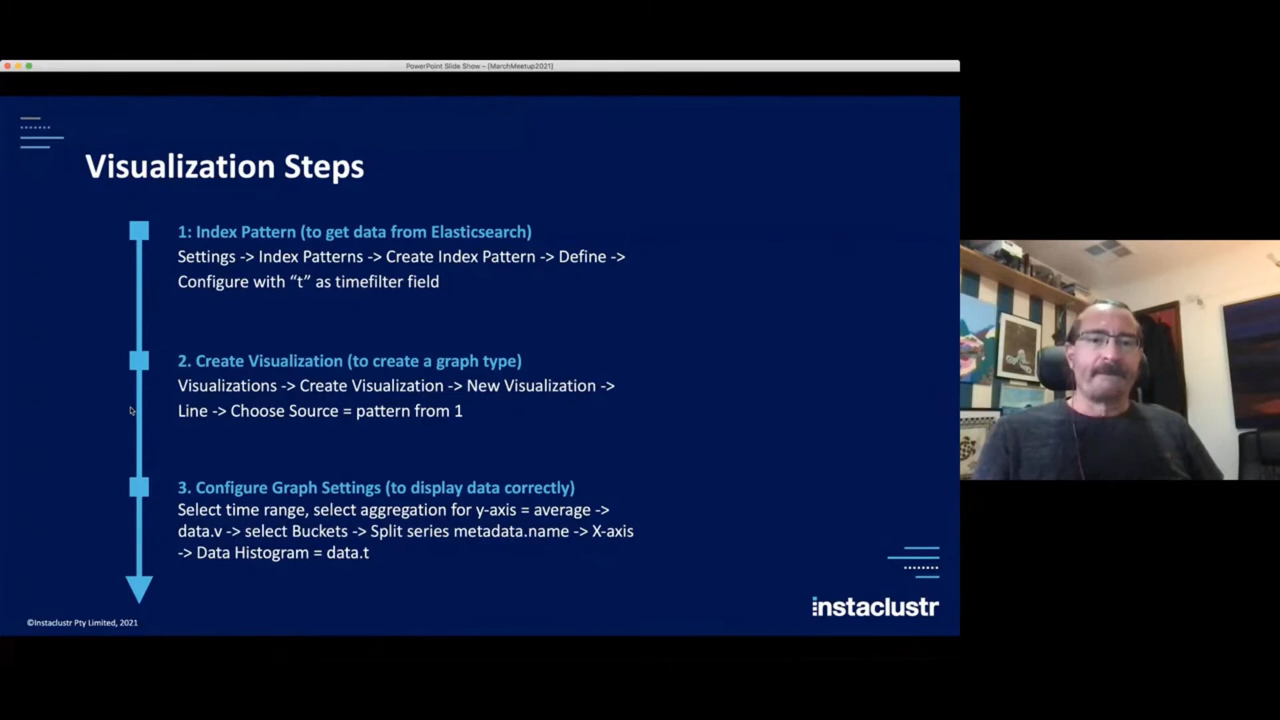 PowerPoint Slide Show - [MarchMeetup2021]
Visualization Steps
1: Index Pattern (to get data from Elasticsearch)
Settings -> Index Patterns -> Create Index Pattern -> Define ->
Configure with “t” as timefilter field
2. Create Visualization (to create a graph type)
Visualizations -> Create Visualization -> New Visualization ->
Line -> Choose Source = pattern from 1
3. Configure Graph Settings (to display data correctly)
Select time range, select aggregation for y-axis = average ->
data.v -> select Buckets -> Split series metadata.name -> X-axis
-> Data Histogram = data.t
instaclustr
©Instaclustr Pty Limited, 2021